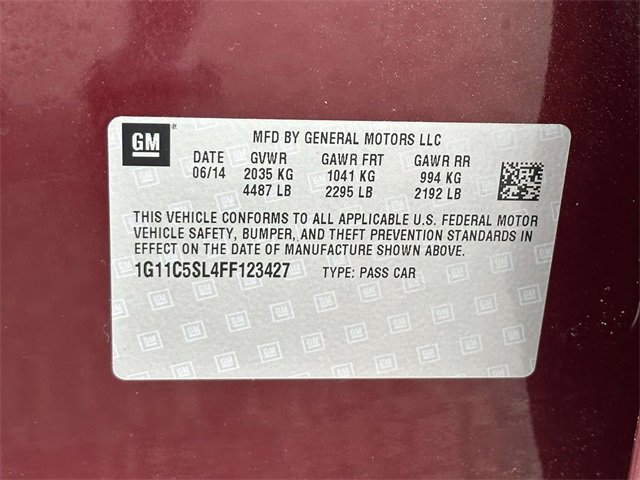 GM MFD BY GENERAL MOTORS LLC
DATE GVWR GAWR FRT GAWR RR
06/14 2035 KG 1041 KG 994 KG
4487 LB 2295 LB 2192 LB
THIS VEHICLE CONFORMS TO ALL APPLICABLE U.S. FEDERAL MOTOR
VEHICLE SAFETY, BUMPER, AND THEFT PREVENTION STANDARDS IN
EFFECT ON THE DATE OF MANUFACTURE SHOWN ABOVE.
1G11C5SL4FF123427 TYPE: PASS CAR